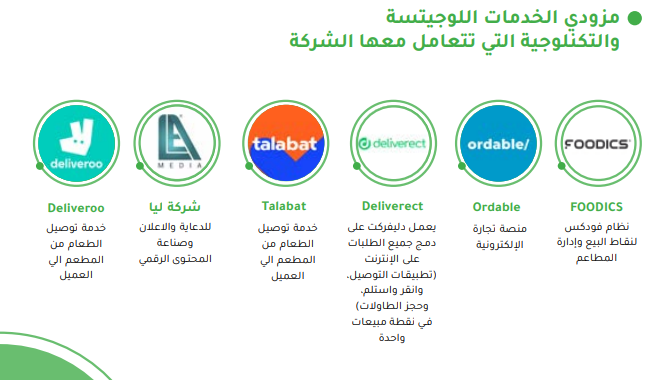 مزودي الخدمات اللوجيتسة
والتكنلوجية التي تتعامل معها الشركة
FOODICS
ordable/
deliverect
talabat
LEA
MEDIA
deliveroo
FOODICS
نظام فودكس
لنقاط البيع وإدارة
المطاعم
Ordable
منصة تجارة
الإلكترونية
Deliverect
يعمل دليفركت على
دمج جميع الطلبات
على الإنترنت
(تطبيقات التوصيل،
وانقر واستلم،
وحجز الطاولات)
في نقطة مبيعات
واحدة
Talabat
خدمة توصيل
الطعام من
المطعم الي
العميل
شركة ليا
للدعاية والاعلان
وصناعة
المحتوى الرقمي
Deliveroo
خدمة توصيل
الطعام من
المطعم الي
العميل